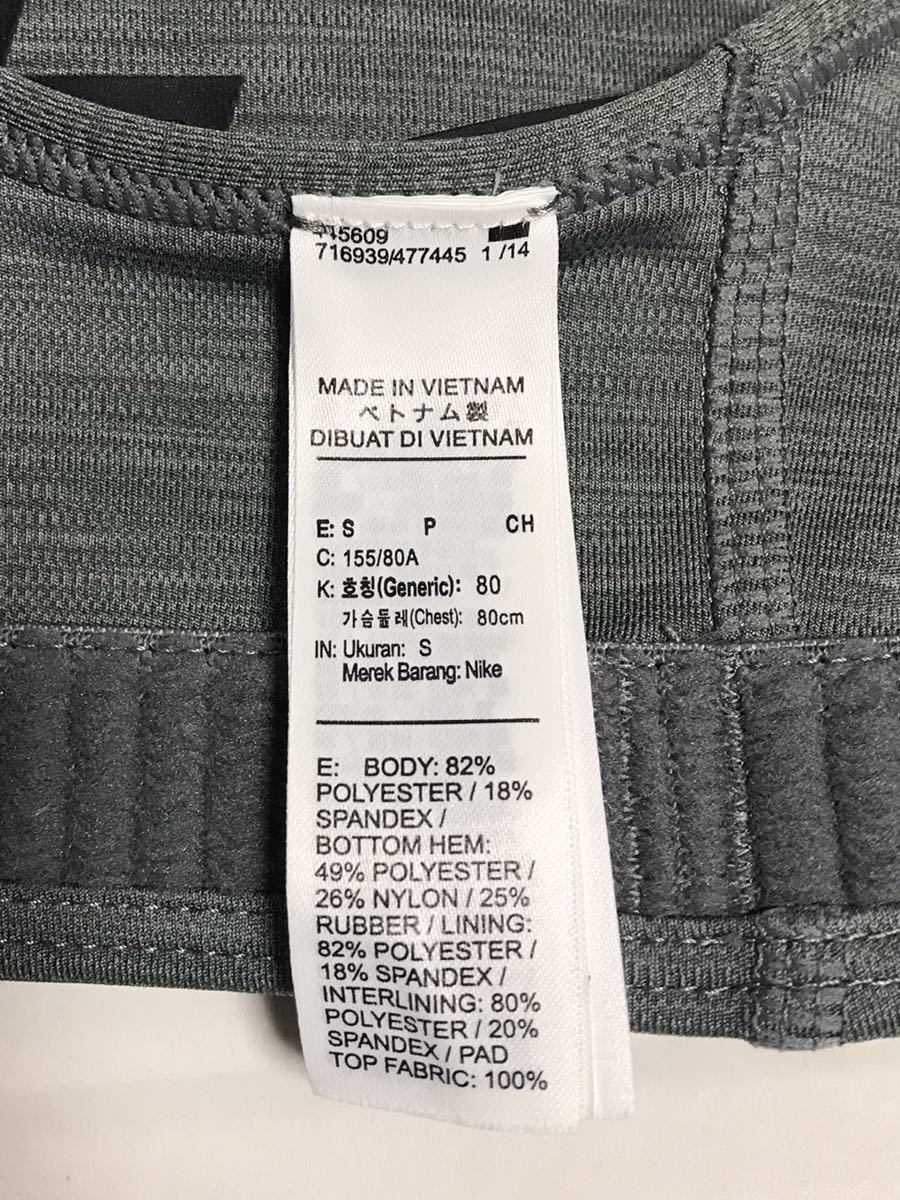 716939/477445 1 /14
MADE IN VIETNAM
ベトナム製
DIBUAT DI VIETNAM
E: S P CH
C: 155/80A
K: 호칭(Generic): 80
가슴둘레(Chest): 80cm
IN: Ukuran: S
Merek Barang: Nike
E: BODY: 82%
POLYESTER / 18%
SPANDEX /
BOTTOM HEM:
49% POLYESTER /
26% NYLON / 25%
RUBBER / LINING:
82% POLYESTER /
18% SPANDEX /
INTERLINING: 80%
POLYESTER / 20%
SPANDEX / PAD
TOP FABRIC: 100%